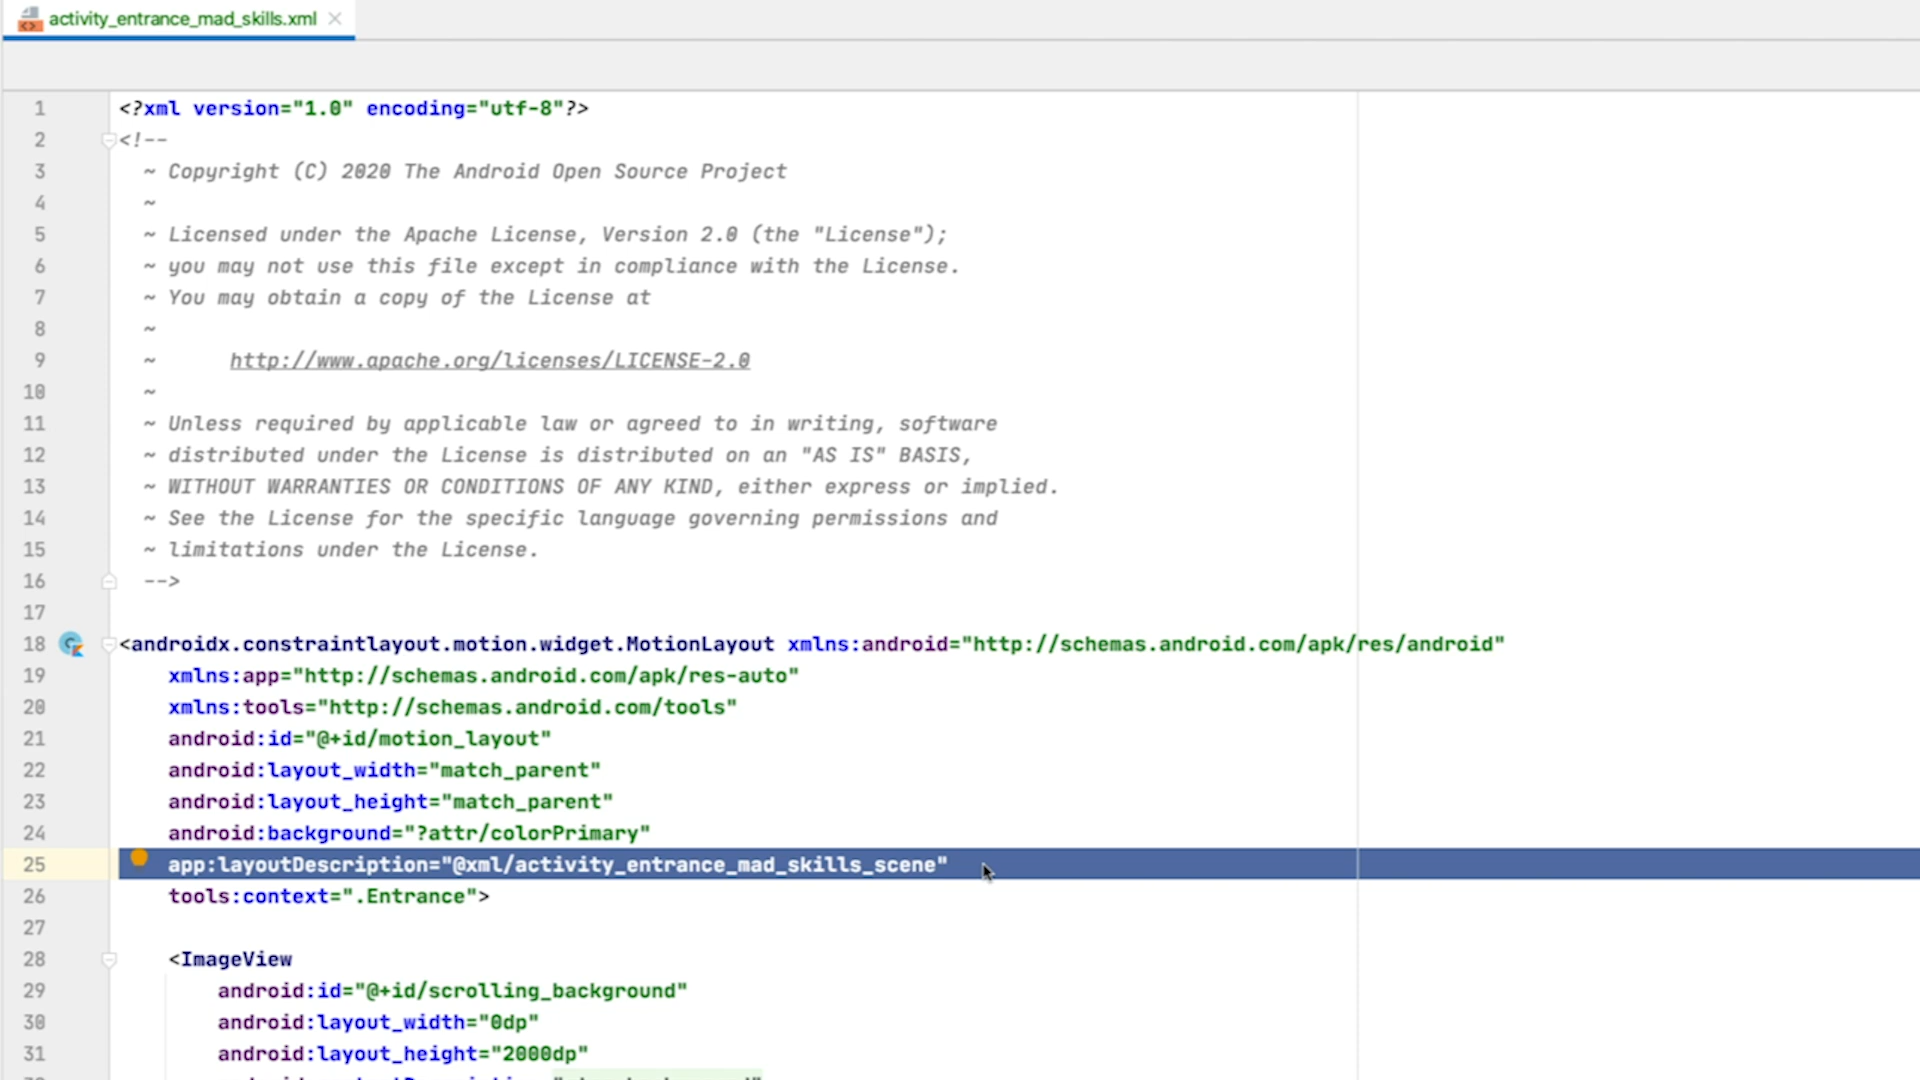 activity_entrance_mad_skills.xml
1 <?xml version="1.0" encoding="utf-8"?>
2 <!--
3 ~ Copyright (C) 2020 The Android Open Source Project
4 ~
5 ~ Licensed under the Apache License, Version 2.0 (the "License");
6 ~ you may not use this file except in compliance with the License.
7 ~ You may obtain a copy of the License at
8 ~
9 ~ http://www.apache.org/licenses/LICENSE-2.0
10 ~
11 ~ Unless required by applicable law or agreed to in writing, software
12 ~ distributed under the License is distributed on an "AS IS" BASIS,
13 ~ WITHOUT WARRANTIES OR CONDITIONS OF ANY KIND, either express or implied.
14 ~ See the License for the specific language governing permissions and
15 ~ limitations under the License.
16 -->
17
18 <androidx.constraintlayout.motion.widget.MotionLayout xmlns:android="http://schemas.android.com/apk/res/android"
19 xmlns:app="http://schemas.android.com/apk/res-auto"
20 xmlns:tools="http://schemas.android.com/tools"
21 android:id="@+id/motion_layout"
22 android:layout_width="match_parent"
23 android:layout_height="match_parent"
24 android:background="?attr/colorPrimary"
25 app:layoutDescription="@xml/activity_entrance_mad_skills_scene"
26 tools:context=".Entrance">
27
28 <ImageView
29 android:id="@+id/scrolling_background"
30 android:layout_width="0dp"
31 android:layout_height="2000dp"